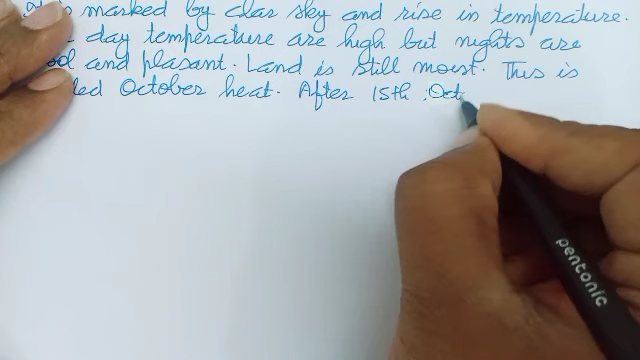 is marked by clar sky and rise in temperature.
day temperature are high but nights are
and plasant. Land is still moist. This is
October heat. After 15th Oct
pentonic